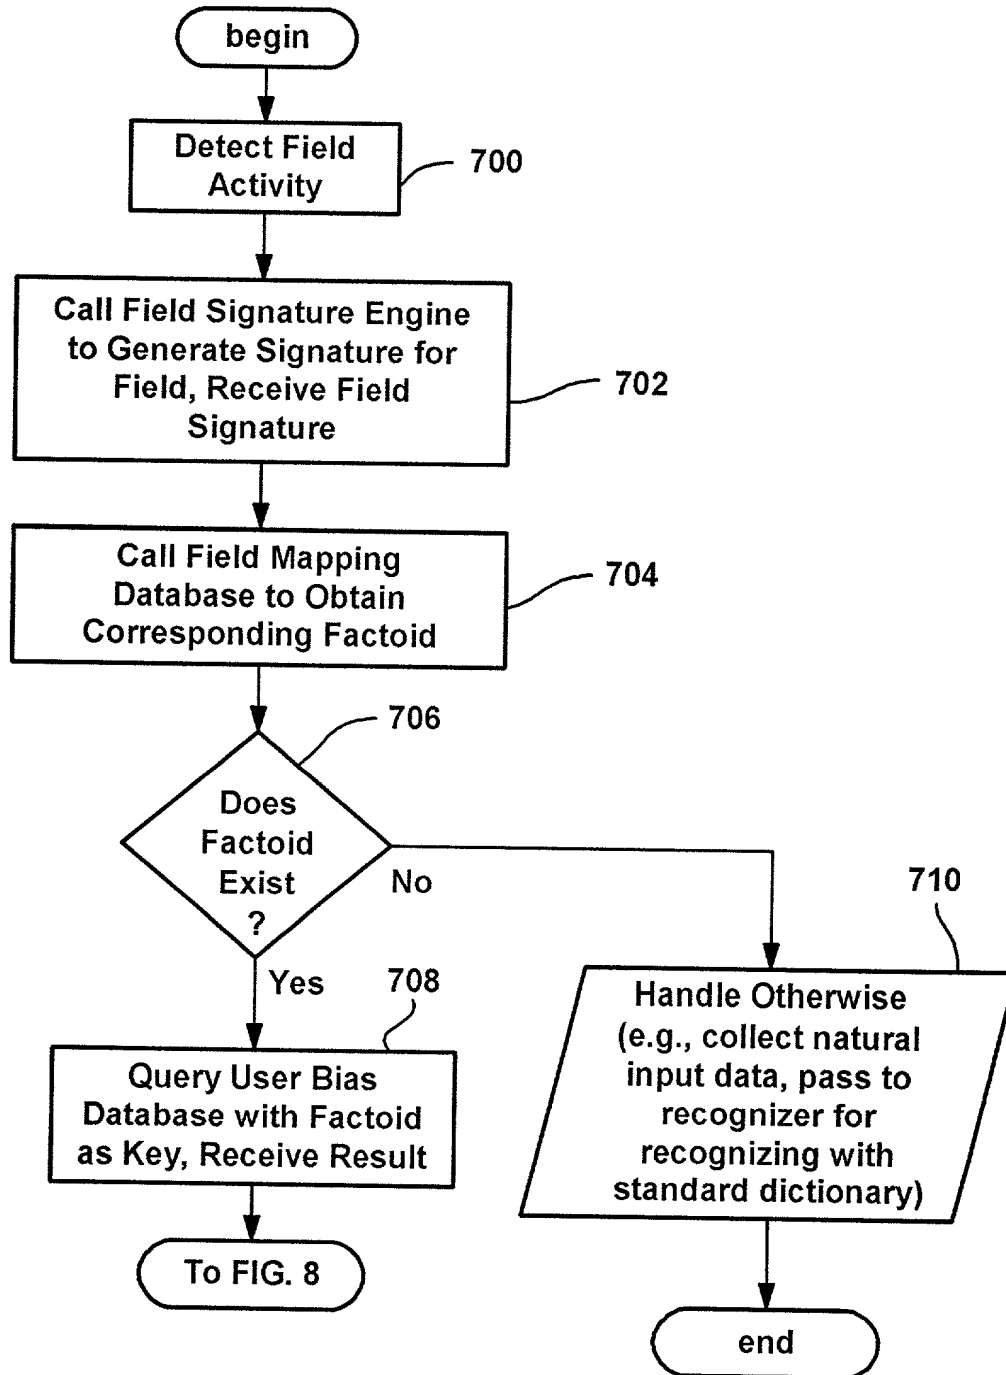 begin
Detect Field
Activity
700
Call Field Signature Engine
to Generate Signature for
Field, Receive Field
Signature
702
Call Field Mapping
Database to Obtain
Corresponding Factoid
704
706
Does
Factoid
Exist
?
No
Yes
708
Query User Bias
Database with Factoid
as Key, Receive Result
To FIG. 8
710
Handle Otherwise
(e.g., collect natural
input data, pass to
recognizer for
recognizing with
standard dictionary)
end